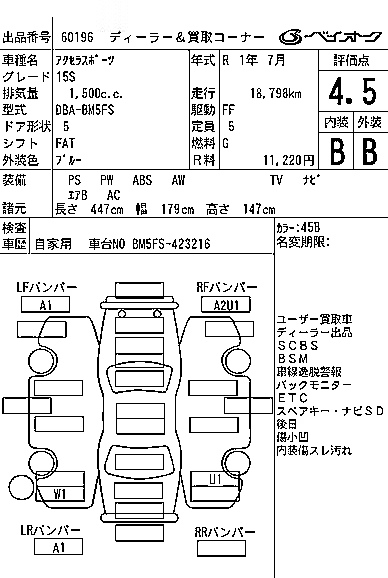 出品番号 60196 ディーラー＆買取コーナー ベイオーク
車種名 アクセラスポーツ 年式 R 1年 7月 評価点
グレード 15S 4.5
排気量 1,500c.c. 走行 18,798km
型式 DBA-BM5FS 駆動 FF 内装 外装
ドア形状 5 定員 5 B B
シフト FAT 燃料 G
外装色 ブルー R料 11,220円
装備 PS PW ABS AW TV ナビ
エアB AC
諸元 長さ 447cm 幅 179cm 高さ 147cm
検査 カラー:45B
車歴 自家用 車台NO BM5FS-423216 名変期限:
LFバンパー RFバンパー
A1 A2U1
ユーザー買取車
ディーラー出品
SCBS
BSM
車線逸脱警報
バックモニター
ETC
スペアキー・ナビSD
後日
傷小凹
内装傷スレ汚れ
W1 U1
LRバンパー RRバンパー
A1